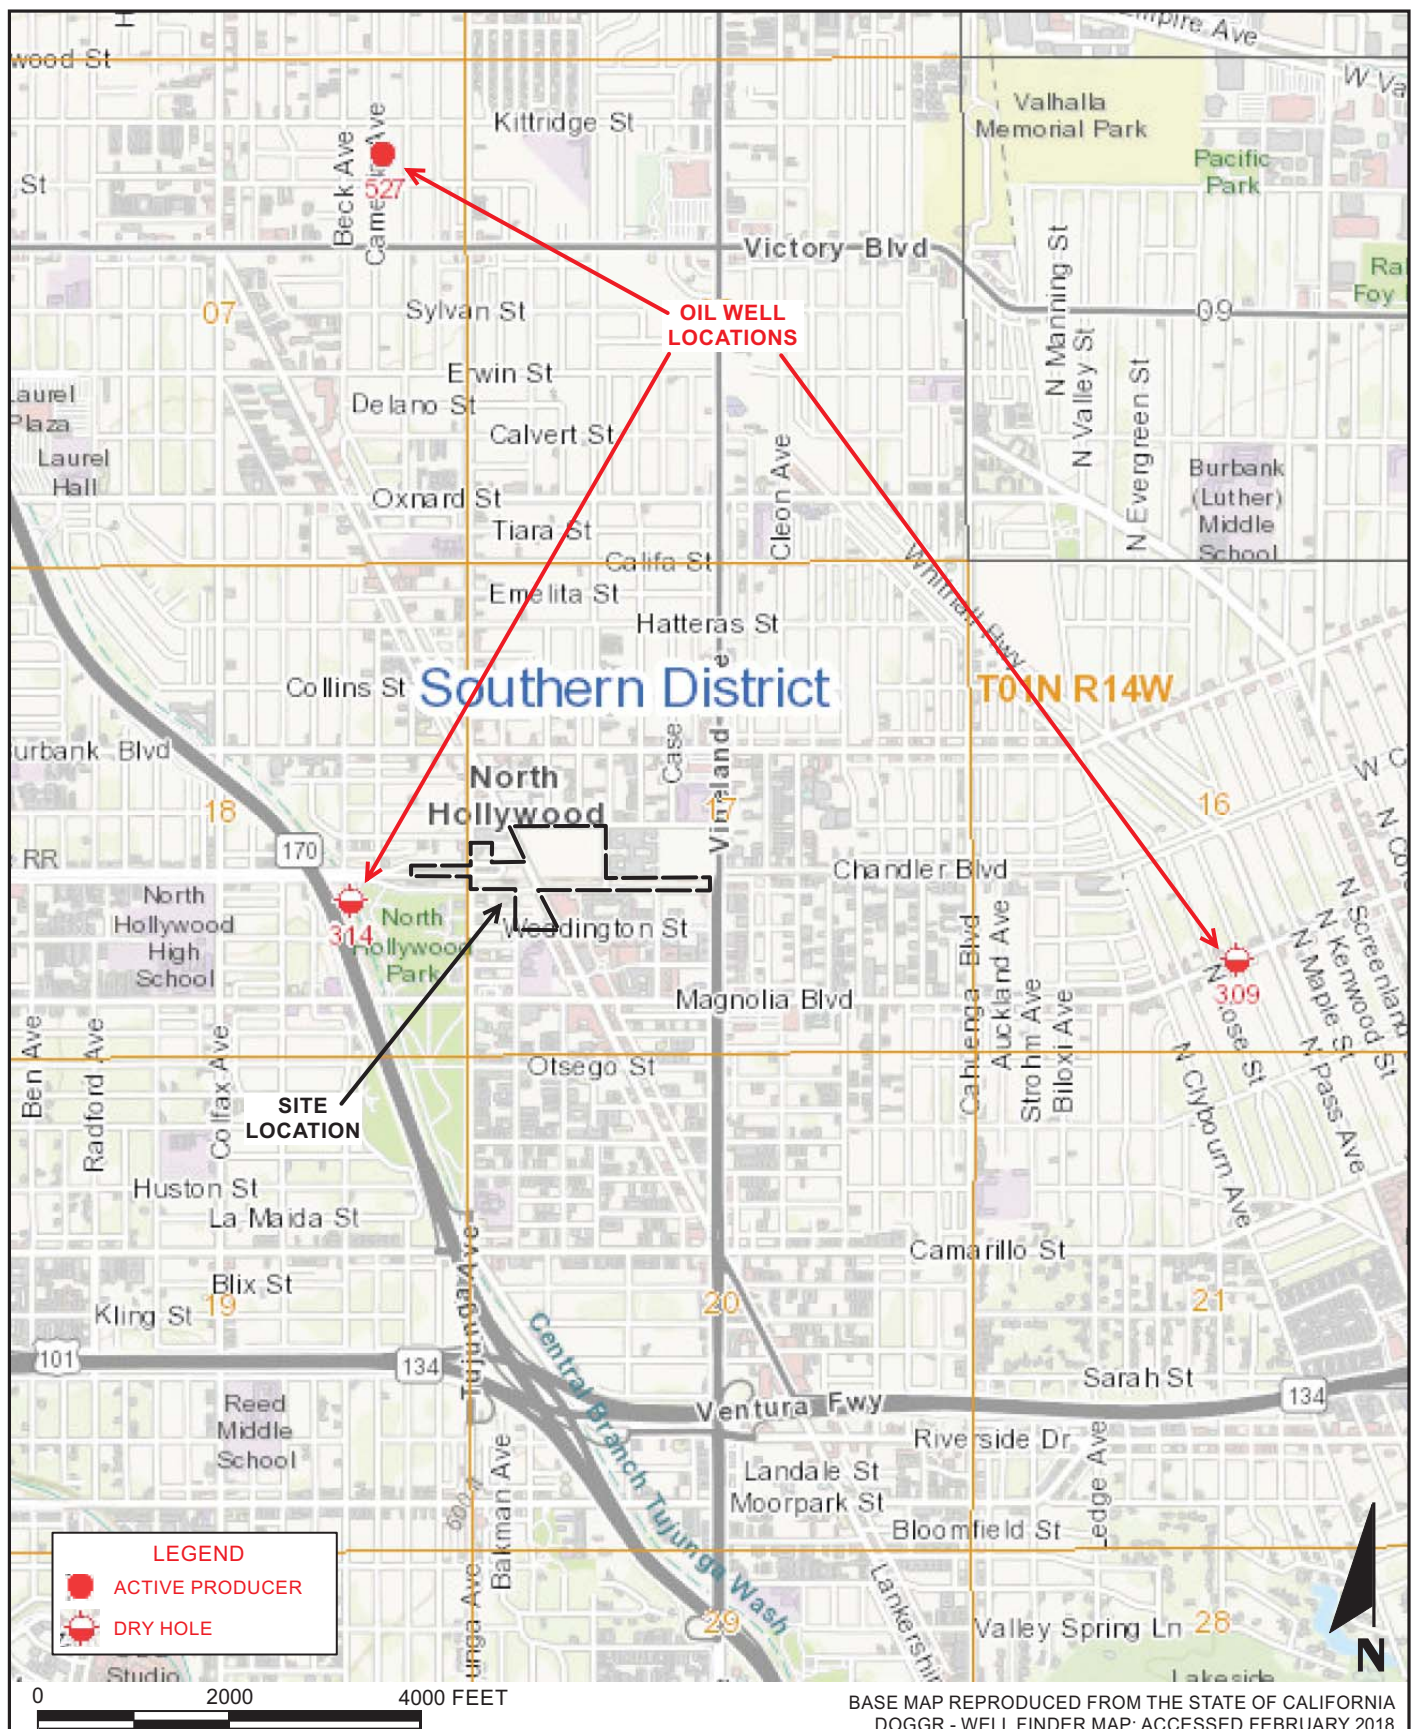 Empire Ave
wood St
W Va
Kittridge St
Valhalla
Memorial Park
Pacific
Park
Beck Ave
St
527
Victory Blvd
N Manning St
Ral
Foy
07
Sylvan St
09
OIL WELL
LOCATIONS
N Valley St
N Evergreen St
Erwin St
Delano St
aurel
Plaza
Calvert St
Cleon Ave
Laurel
Hall
Burbank
(Luther)
Middle
School
Oxnard St
Tiara St
Califa St
Emelita St
Hatteras St
Whitnall Hwy
Collins St
Southern District
T01N R14W
urbank Blvd
Case
Vineland
e
W C
North
Hollywood
18
17
16
N Co
170
RR
Chandler Blvd
North
Hollywood
High
School
314
North
Hollywood
Park
Weddington St
N Screenland
N Kenwood St
N Maple St
309
N Rose St
Magnolia Blvd
Cahuenga Blvd
Auckland Ave
Strohm Ave
Biloxi Ave
N Pass Ave
N Clybourn Ave
Ben Ave
Radford Ave
Colfax Ave
Otsego St
SITE
LOCATION
Huston St
La Maida St
Camarillo St
Blix St
19
Kling St
Tujunga Ave
20
21
Central Branch Tujunga Wash
101
134
Sarah St
134
Ventura Fwy
Reed
Middle
School
Riverside Dr
Landale St
Moorpark St
Ledge Ave
Bloomfield St
Bakman Ave
600 ft
unga Ave
Lankershi
29
Valley Spring Ln
28
Lakeside
Studio
LEGEND
ACTIVE PRODUCER
DRY HOLE
N
0 2000 4000 FEET
BASE MAP REPRODUCED FROM THE STATE OF CALIFORNIA
DOGGR - WELL FINDER MAP: ACCESSED FEBRUARY 2018